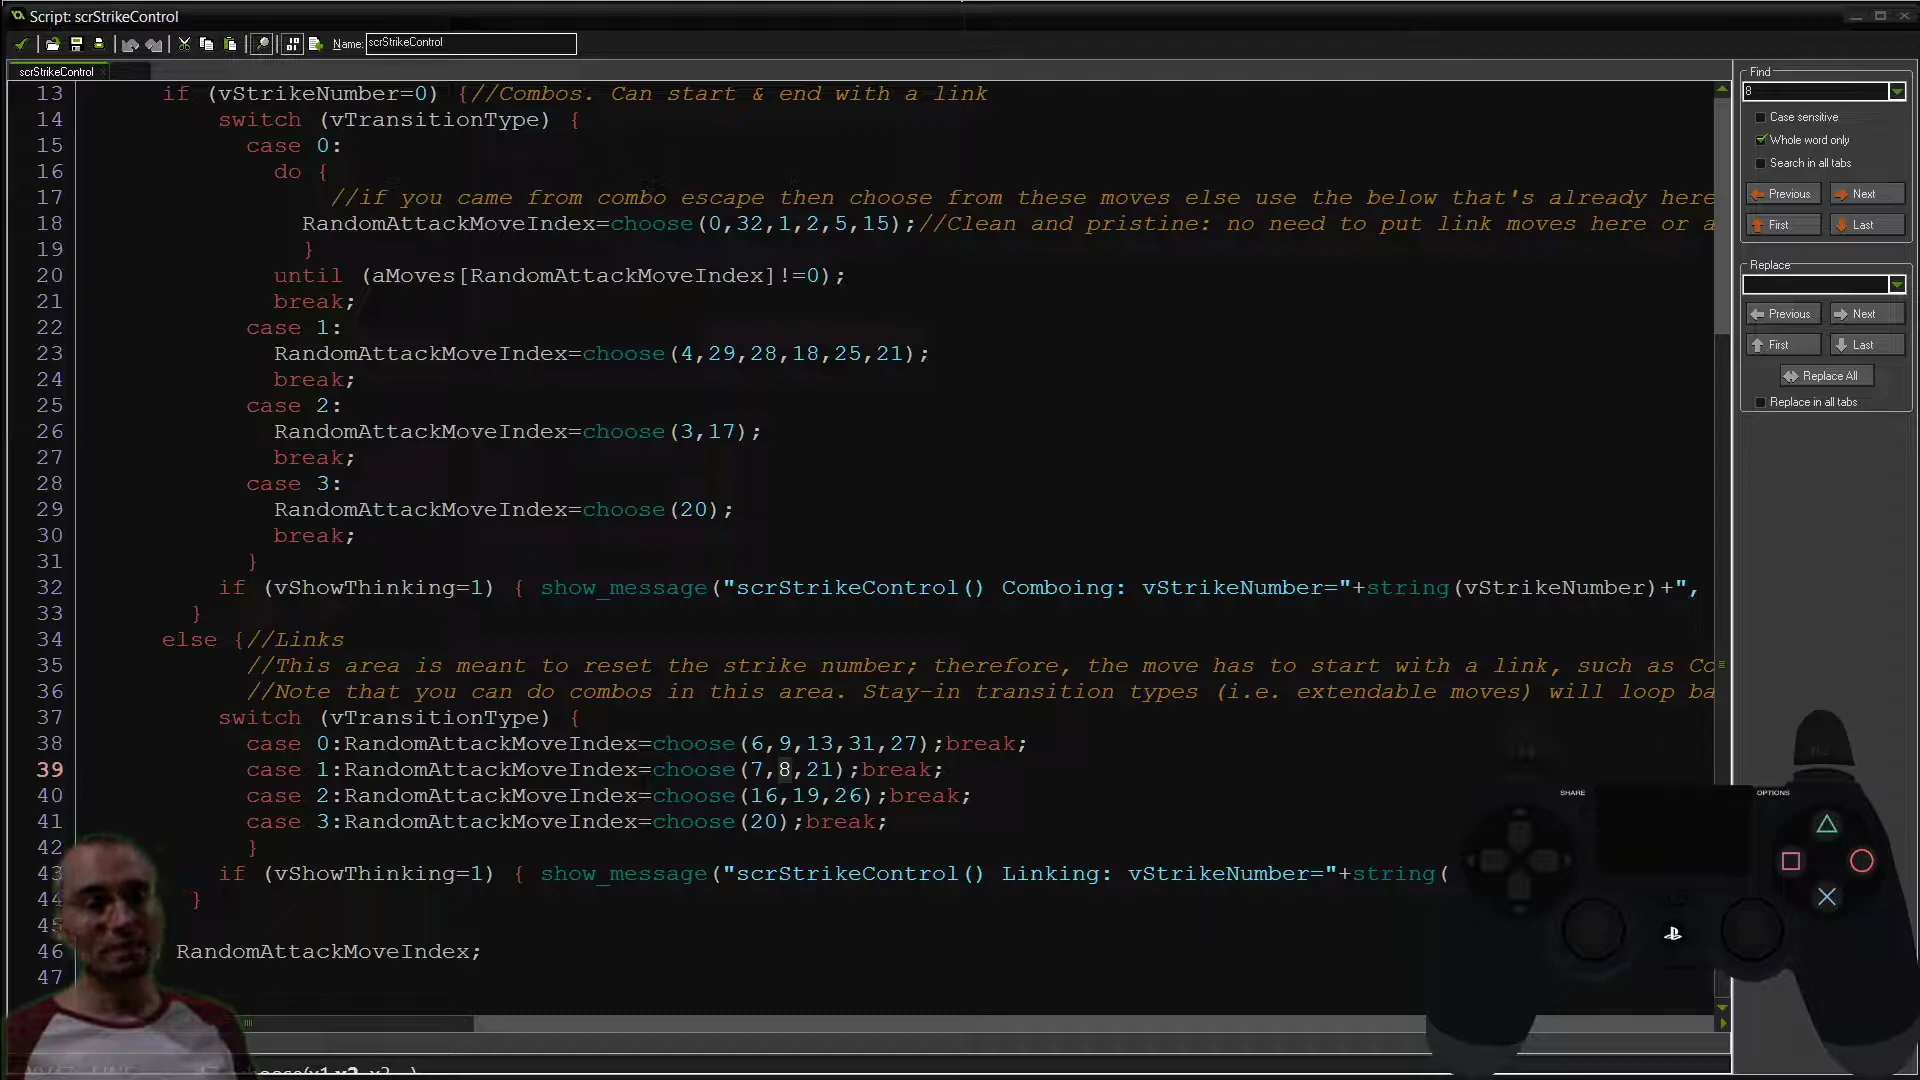 Script: scrStrikeControl
Name: scrStrikeControl
scrStrikeControl
13 if (vStrikeNumber=0) {//Combos. Can start & end with a link
14 switch (vTransitionType) {
15 case 0:
16 do {
17 //if you came from combo escape then choose from these moves else use the below that's already here
18 RandomAttackMoveIndex=choose(0,32,1,2,5,15);//Clean and pristine: no need to put link moves here or a
19 }
20 until (aMoves[RandomAttackMoveIndex]!=0);
21 break;
22 case 1:
23 RandomAttackMoveIndex=choose(4,29,28,18,25,21);
24 break;
25 case 2:
26 RandomAttackMoveIndex=choose(3,17);
27 break;
28 case 3:
29 RandomAttackMoveIndex=choose(20);
30 break;
31 }
32 if (vShowThinking=1) { show_message("scrStrikeControl() Comboing: vStrikeNumber="+string(vStrikeNumber)+",
33 }
34 else {//Links
35 //This area is meant to reset the strike number; therefore, the move has to start with a link, such as Co
36 //Note that you can do combos in this area. Stay-in transition types (i.e. extendable moves) will loop ba
37 switch (vTransitionType) {
38 case 0:RandomAttackMoveIndex=choose(6,9,13,31,27);break;
39 case 1:RandomAttackMoveIndex=choose(7,8,21);break;
40 case 2:RandomAttackMoveIndex=choose(16,19,26);break;
41 case 3:RandomAttackMoveIndex=choose(20);break;
42 }
43 if (vShowThinking=1) { show_message("scrStrikeControl() Linking: vStrikeNumber="+string(
44 }
45
46 RandomAttackMoveIndex;
47
Find
8
Case sensitive
Whole word only
Search in all tabs
Previous Next
First Last
Replace
Previous Next
First Last
Replace All
Replace in all tabs
SHARE OPTIONS